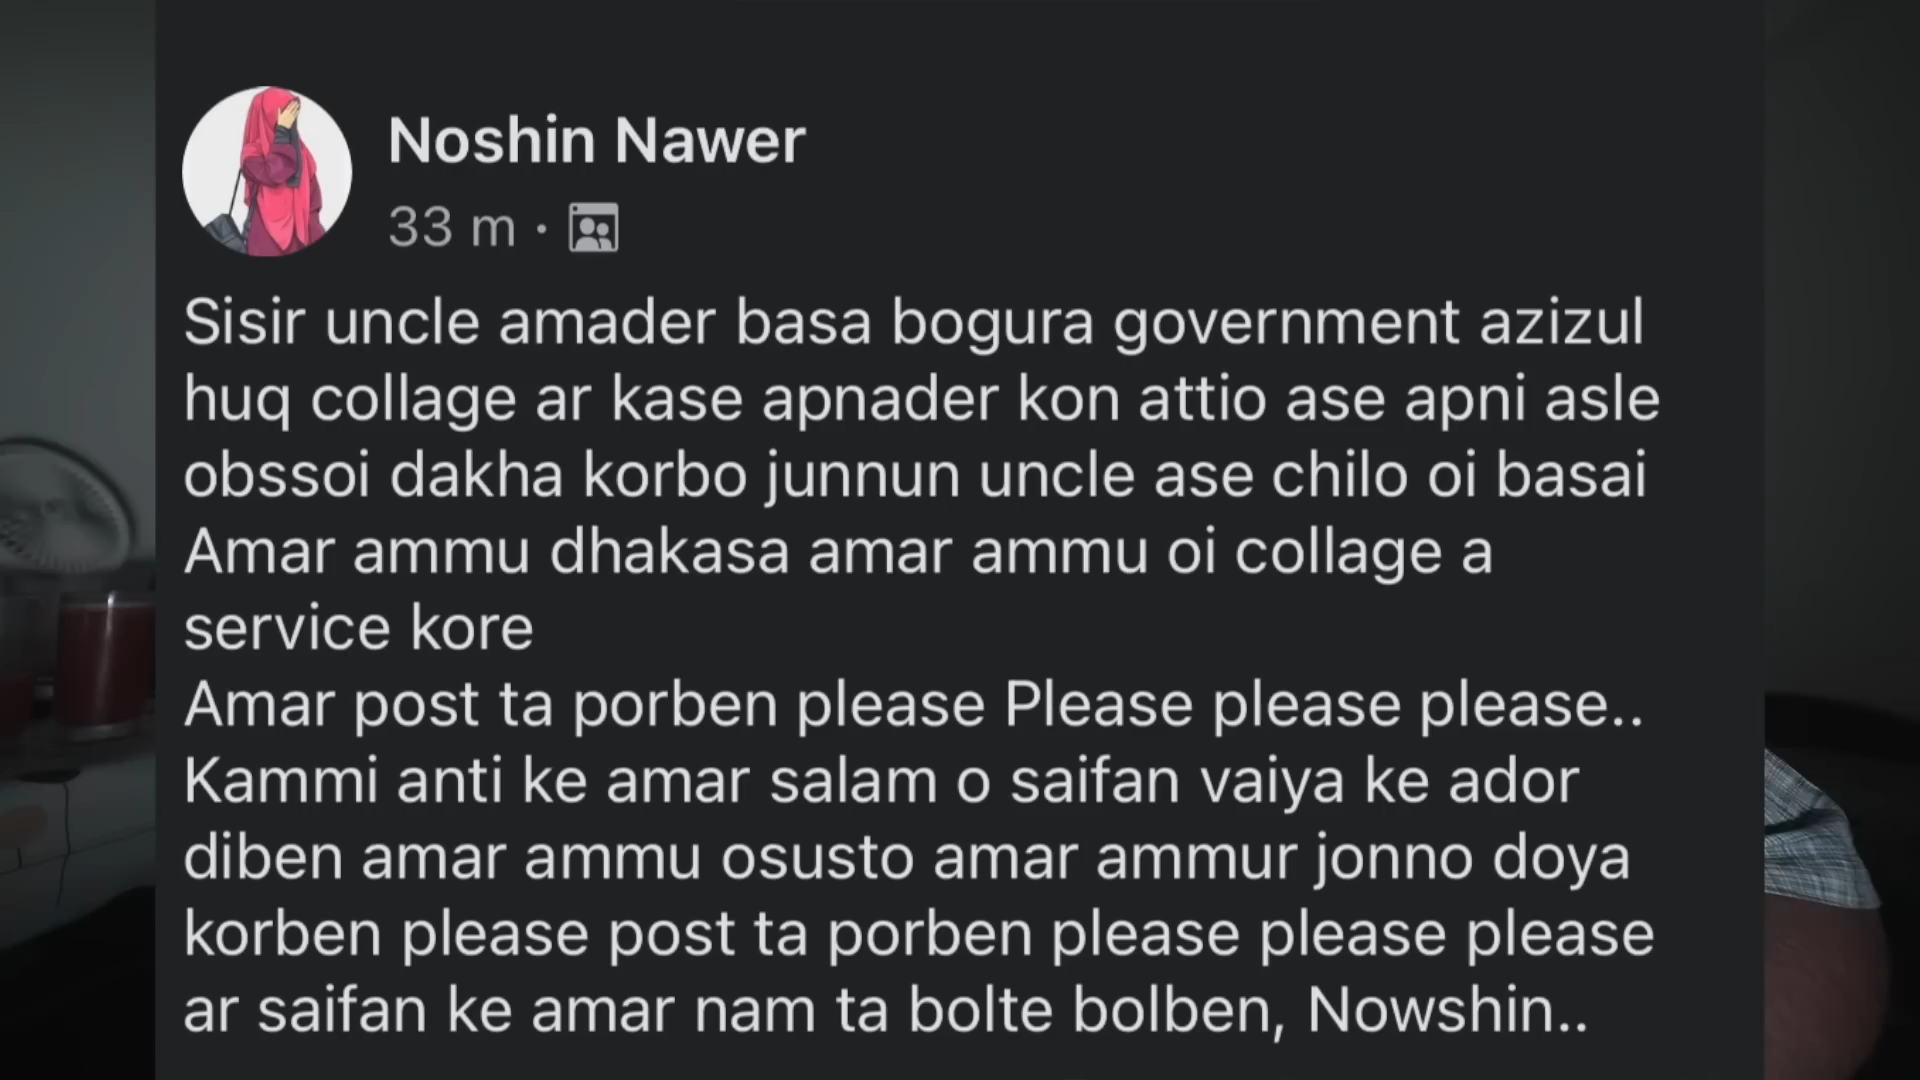 Noshin Nawer
33 m ·
Sisir uncle amader basa bogura government azizul
huq collage ar kase apnader kon attio ase apni asle
obssoi dakha korbo junnun uncle ase chilo oi basai
Amar ammu dhakasa amar ammu oi collage a
service kore
Amar post ta porben please Please please please..
Kammi anti ke amar salam o saifan vaiya ke ador
diben amar ammu osusto amar ammur jonno doya
korben please post ta porben please please please
ar saifan ke amar nam ta bolte bolben, Nowshin..